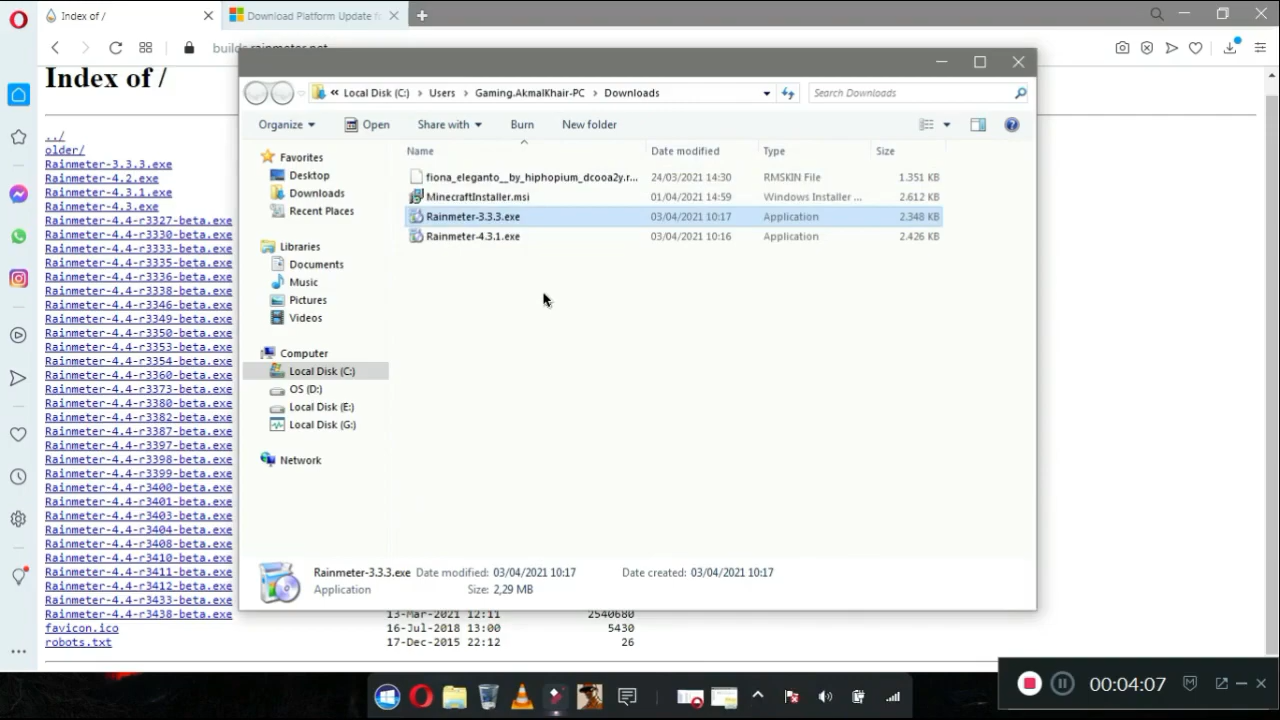 Index of /
Download Platform Update f
builds.rainmeter.net
Index of /
../
older/
Rainmeter-3.3.3.exe
Rainmeter-4.2.exe
Rainmeter-4.3.1.exe
Rainmeter-4.3.exe
Rainmeter-4.4-r3327-beta.exe
Rainmeter-4.4-r3330-beta.exe
Rainmeter-4.4-r3333-beta.exe
Rainmeter-4.4-r3335-beta.exe
Rainmeter-4.4-r3336-beta.exe
Rainmeter-4.4-r3338-beta.exe
Rainmeter-4.4-r3346-beta.exe
Rainmeter-4.4-r3349-beta.exe
Rainmeter-4.4-r3350-beta.exe
Rainmeter-4.4-r3353-beta.exe
Rainmeter-4.4-r3354-beta.exe
Rainmeter-4.4-r3360-beta.exe
Rainmeter-4.4-r3373-beta.exe
Rainmeter-4.4-r3380-beta.exe
Rainmeter-4.4-r3382-beta.exe
Rainmeter-4.4-r3387-beta.exe
Rainmeter-4.4-r3397-beta.exe
Rainmeter-4.4-r3398-beta.exe
Rainmeter-4.4-r3399-beta.exe
Rainmeter-4.4-r3400-beta.exe
Rainmeter-4.4-r3401-beta.exe
Rainmeter-4.4-r3403-beta.exe
Rainmeter-4.4-r3404-beta.exe
Rainmeter-4.4-r3408-beta.exe
Rainmeter-4.4-r3410-beta.exe
Rainmeter-4.4-r3411-beta.exe
Rainmeter-4.4-r3412-beta.exe
Rainmeter-4.4-r3433-beta.exe
Rainmeter-4.4-r3438-beta.exe 13-Mar-2021 12:11 2540680
favicon.ico 16-Jul-2018 13:00 5430
robots.txt 17-Dec-2015 22:12 26
Local Disk (C:) Users Gaming.AkmalKhair-PC Downloads
Search Downloads
Organize Open Share with Burn New folder
Favorites
Desktop
Downloads
Recent Places
Libraries
Documents
Music
Pictures
Videos
Computer
Local Disk (C:)
OS (D:)
Local Disk (E:)
Local Disk (G:)
Network
Name Date modified Type Size
fiona_eleganto__by_hiphopium_dcooa2y.r... 24/03/2021 14:30 RMSKIN File 1.351 KB
MinecraftInstaller.msi 01/04/2021 14:59 Windows Installer ... 2.612 KB
Rainmeter-3.3.3.exe 03/04/2021 10:17 Application 2.348 KB
Rainmeter-4.3.1.exe 03/04/2021 10:16 Application 2.426 KB
Rainmeter-3.3.3.exe Date modified: 03/04/2021 10:17 Date created: 03/04/2021 10:17
Application Size: 2,29 MB
00:04:07